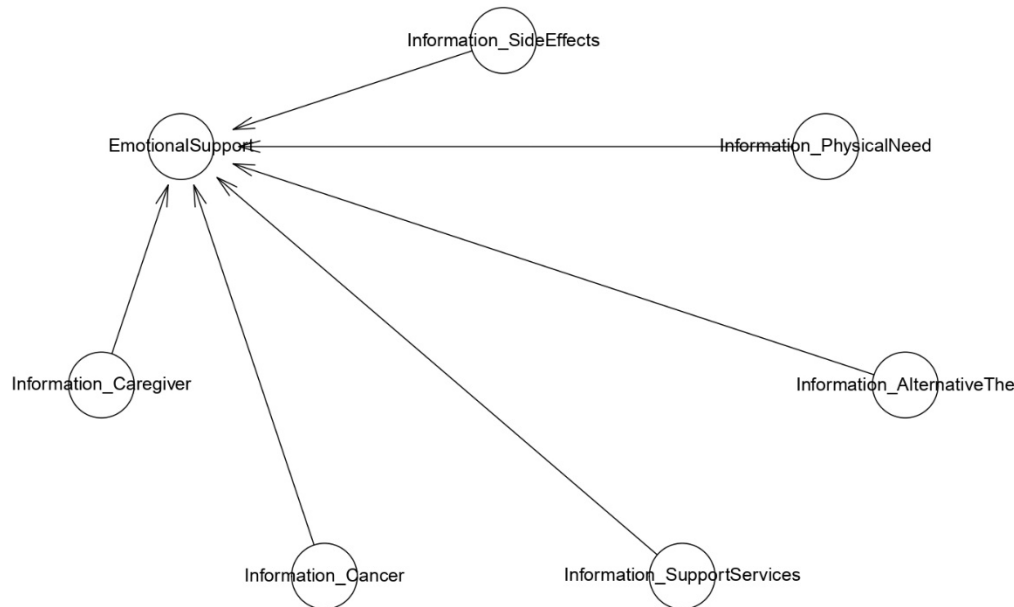 Information_SideEffects
EmotionalSupport
Information_PhysicalNeed
Information_Caregiver
Information_AlternativeThe
Information_Cancer
Information_SupportServices